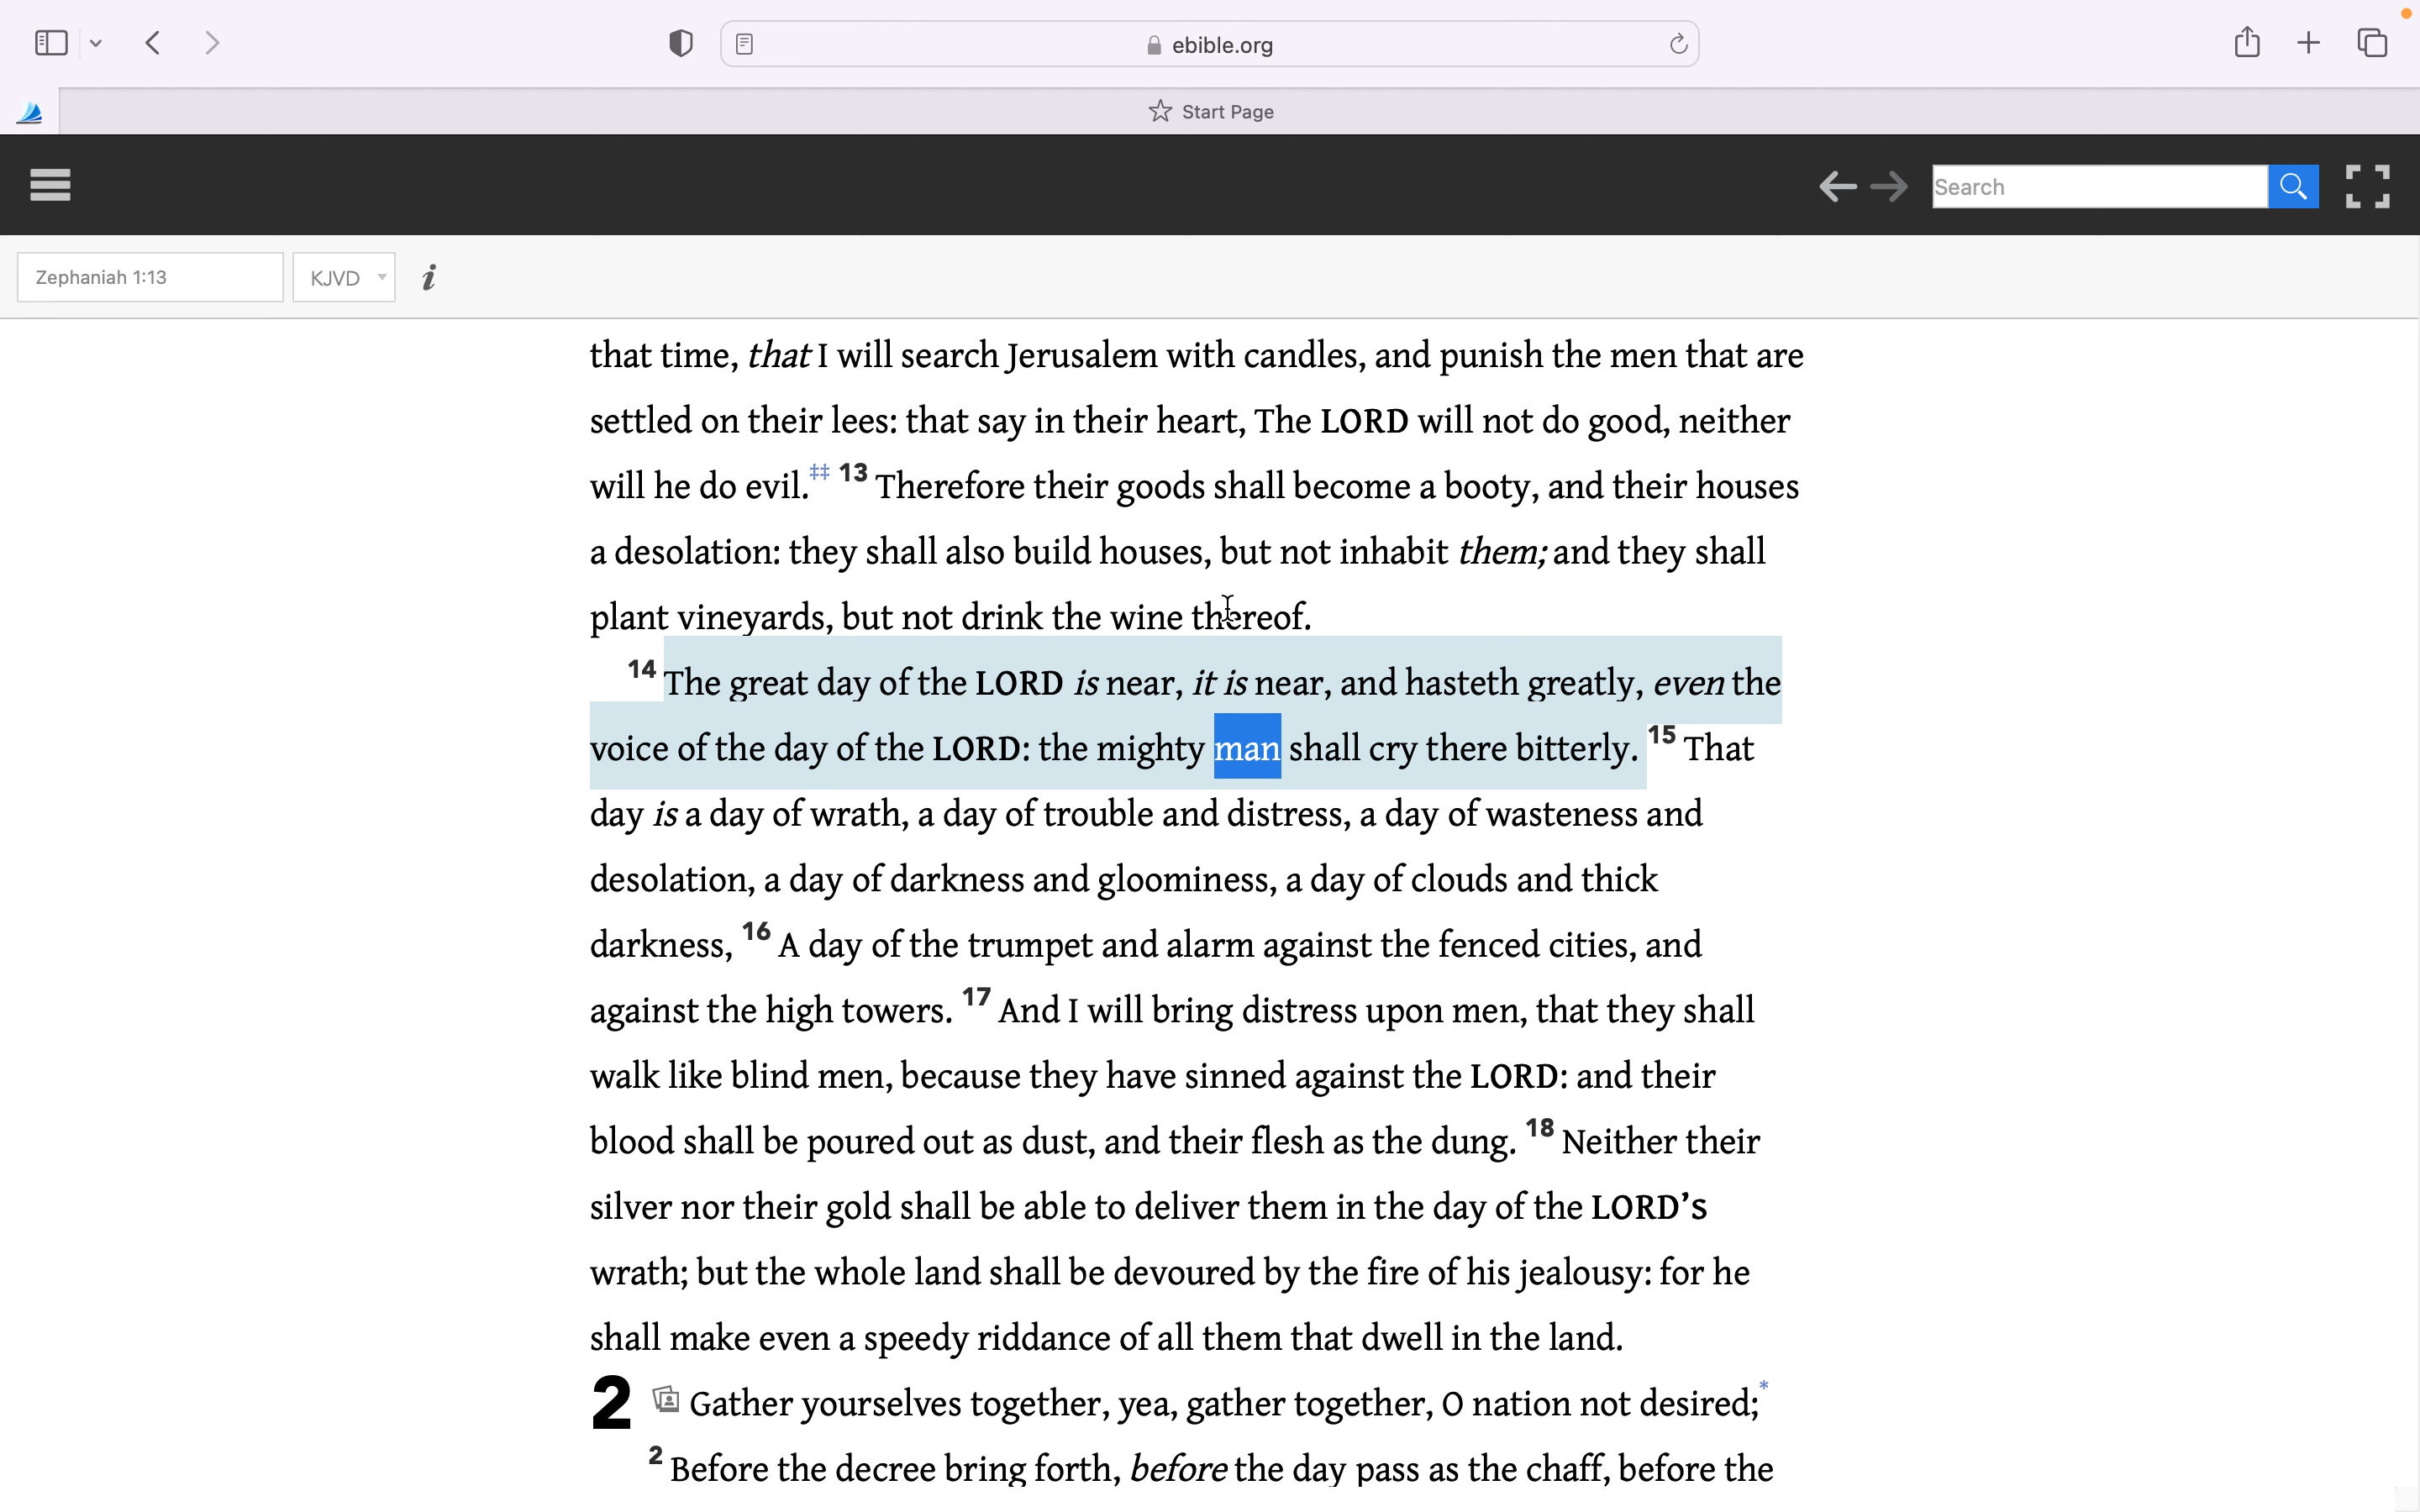 ebible.org
Start Page
Search
Zephaniah 1:13
KJVD
i
that time, that I will search Jerusalem with candles, and punish the men that are
settled on their lees: that say in their heart, The LORD will not do good, neither
will he do evil.‡‡ 13 Therefore their goods shall become a booty, and their houses
a desolation: they shall also build houses, but not inhabit them; and they shall
plant vineyards, but not drink the wine thereof.
14 The great day of the LORD is near, it is near, and hasteth greatly, even the
voice of the day of the LORD: the mighty man shall cry there bitterly. 15 That
day is a day of wrath, a day of trouble and distress, a day of wasteness and
desolation, a day of darkness and gloominess, a day of clouds and thick
darkness, 16 A day of the trumpet and alarm against the fenced cities, and
against the high towers. 17 And I will bring distress upon men, that they shall
walk like blind men, because they have sinned against the LORD: and their
blood shall be poured out as dust, and their flesh as the dung. 18 Neither their
silver nor their gold shall be able to deliver them in the day of the LORD’s
wrath; but the whole land shall be devoured by the fire of his jealousy: for he
shall make even a speedy riddance of all them that dwell in the land.
2 Gather yourselves together, yea, gather together, O nation not desired;*
2 Before the decree bring forth, before the day pass as the chaff, before the